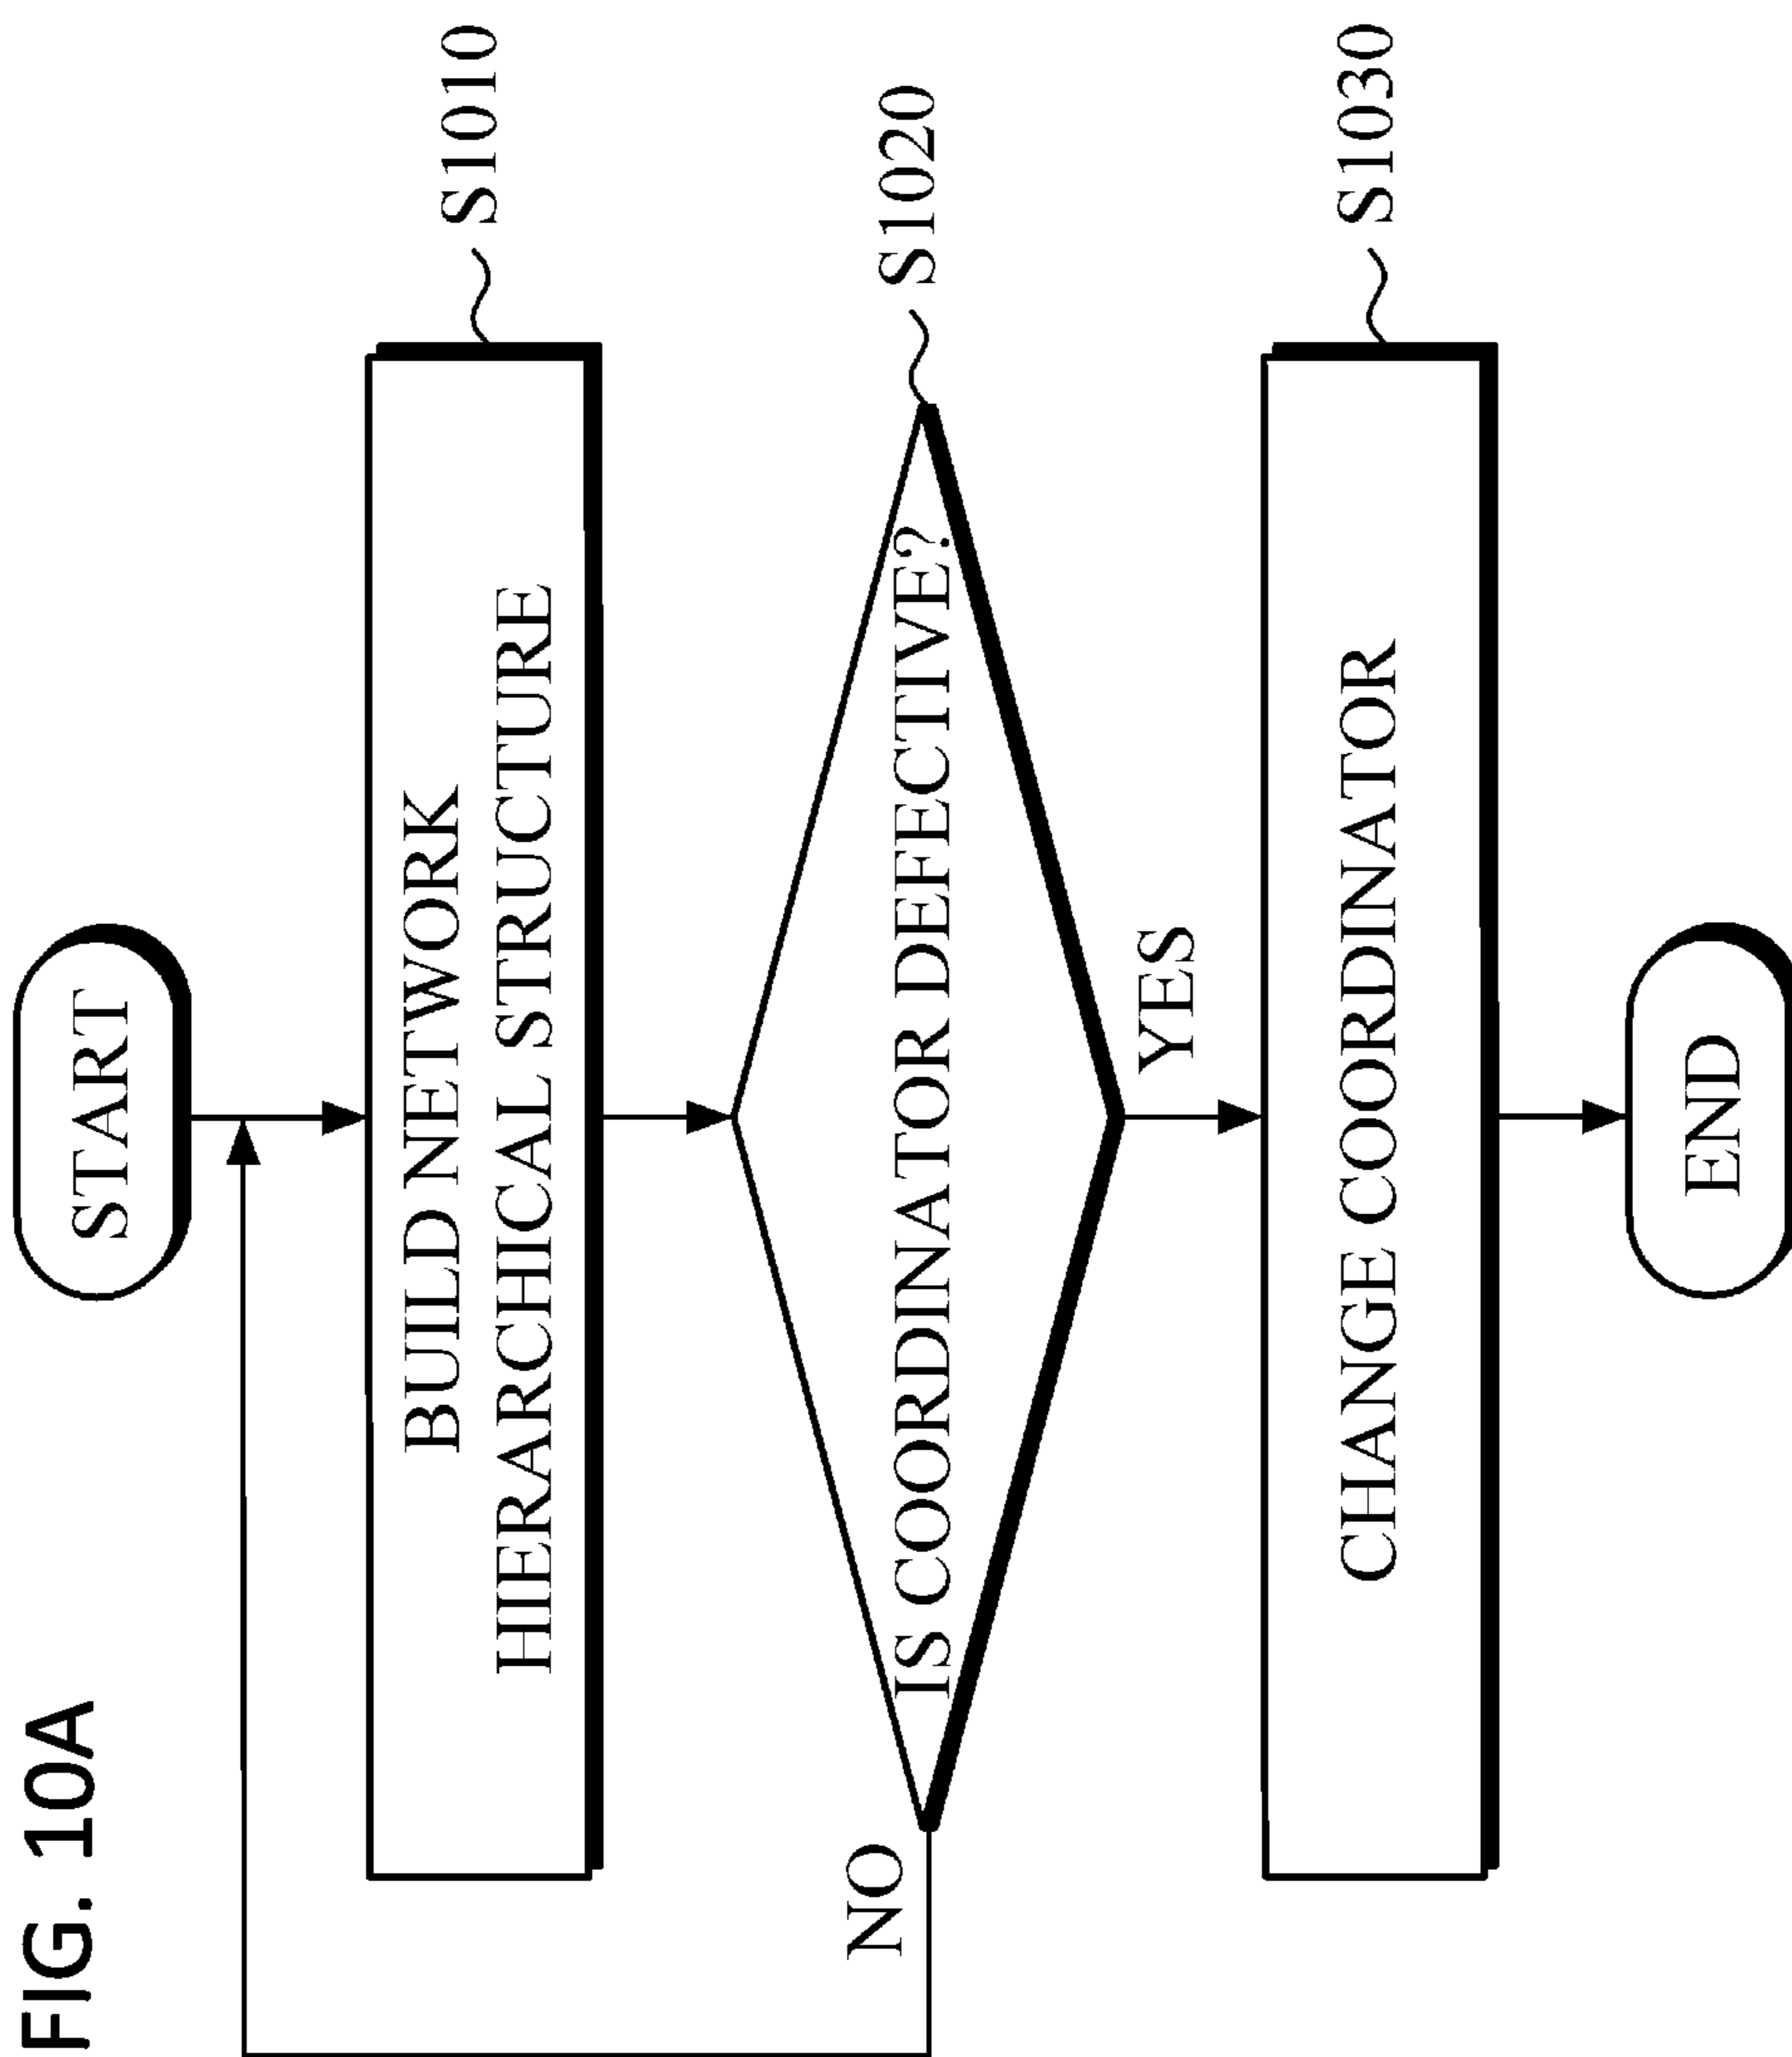 FIG. 10A
START
BUILD NETWORK
HIERARCHICAL STRUCTURE
S1010
IS COORDINATOR DEFECTIVE?
S1020
NO
YES
CHANGE COORDINATOR
S1030
END